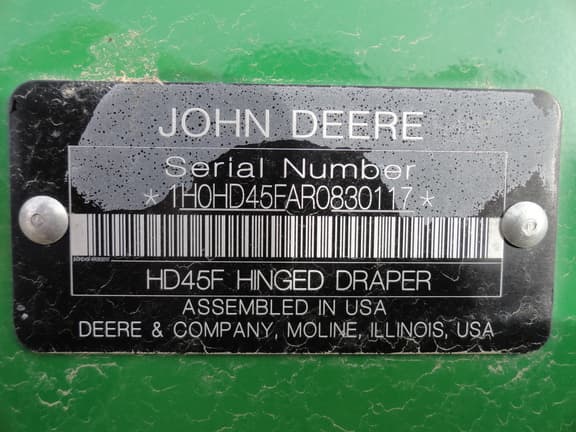 JOHN DEERE
Serial Number
*1H0HD45FAR0830117*
HD45F HINGED DRAPER
ASSEMBLED IN USA
DEERE & COMPANY, MOLINE, ILLINOIS, USA